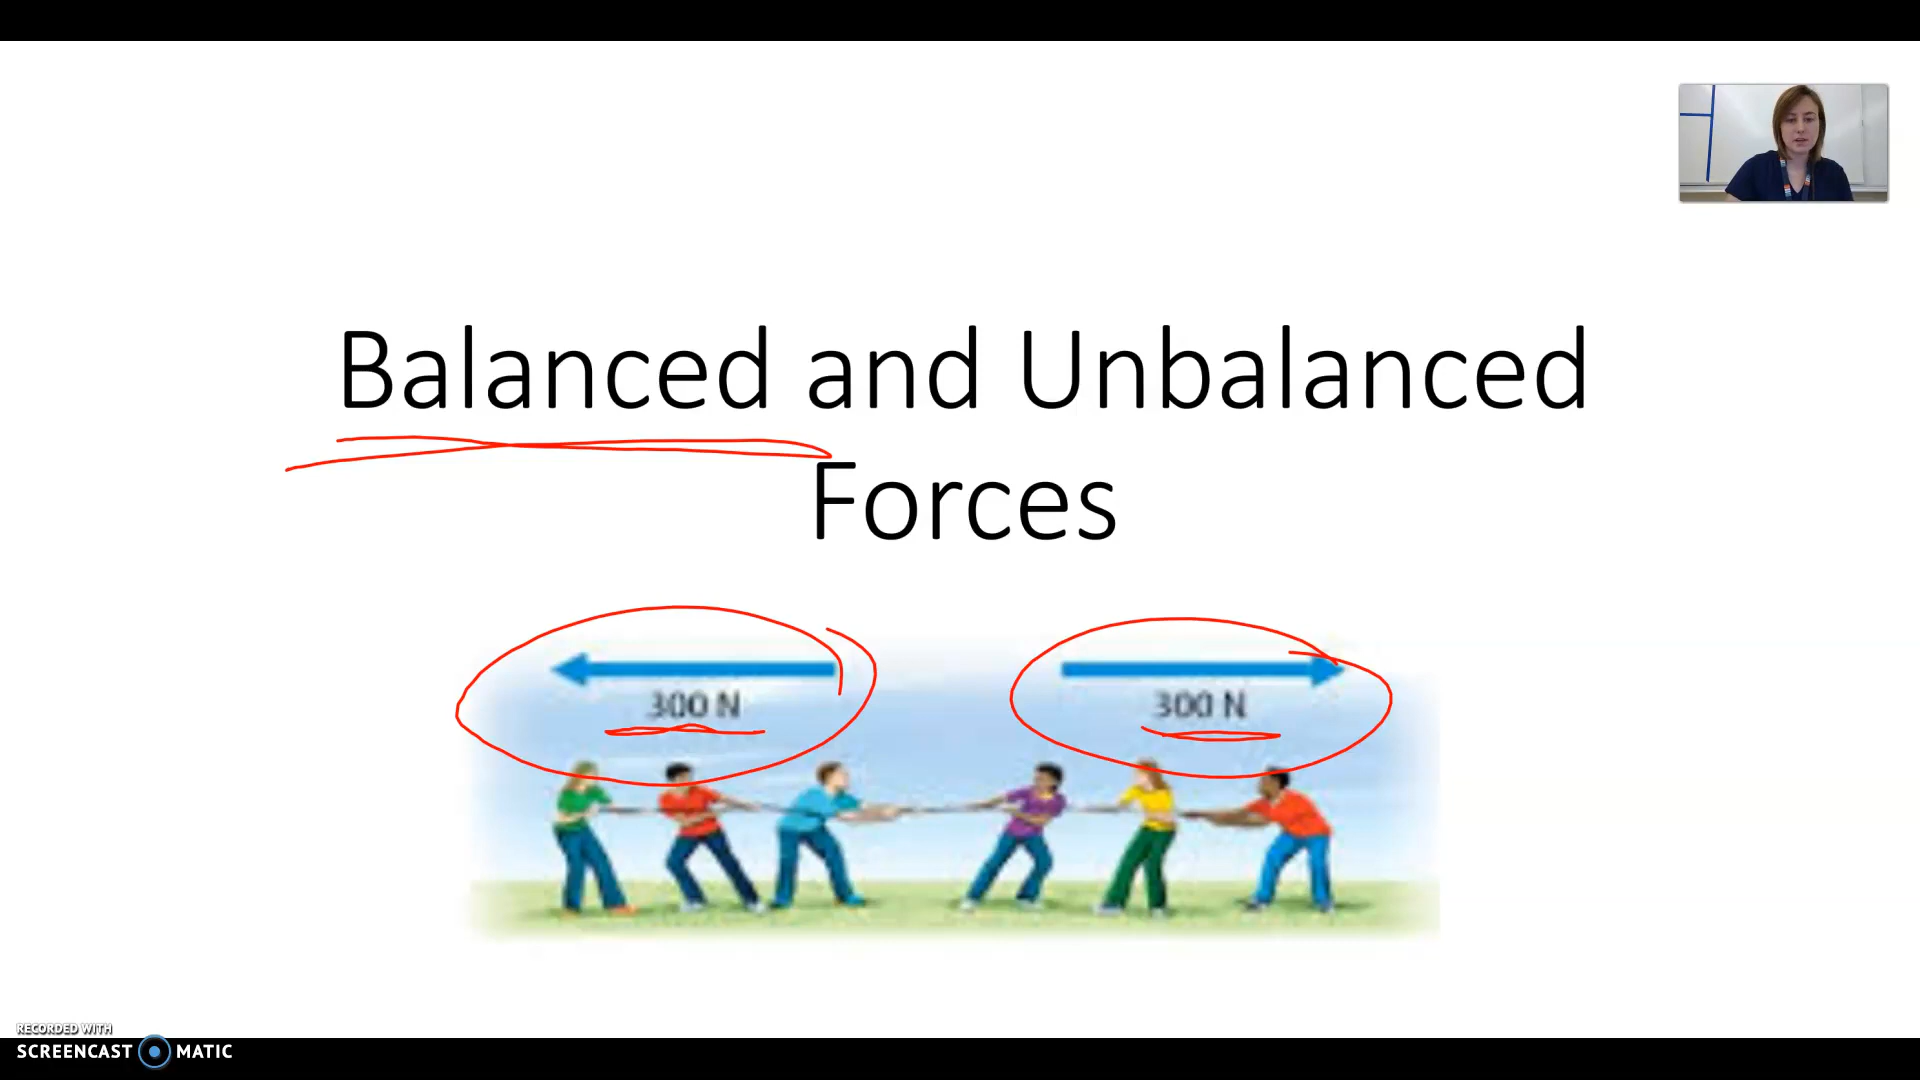 Balanced and Unbalanced
Forces
300 N
300 N
RECORDED WITH
SCREENCAST MATIC